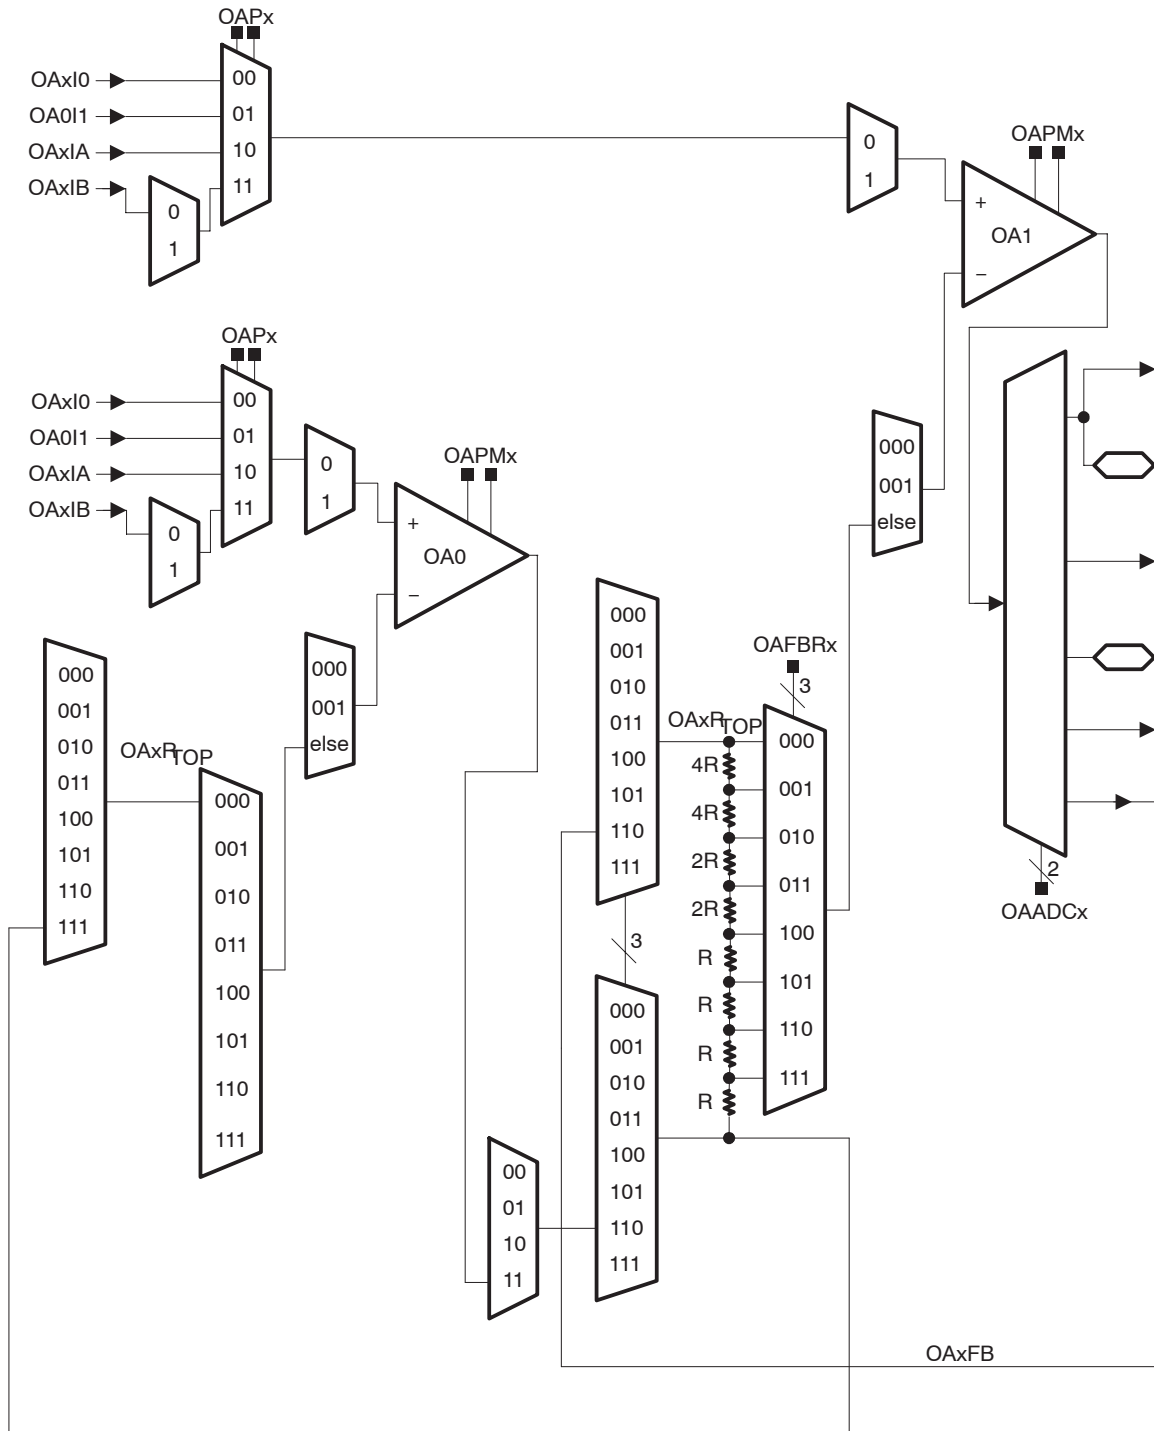 OAPx
OAxI0
OA0I1
OAxIA
OAxIB
00
01
10
11
0
1
0
1
OAPMx
+
OA1
−
OAPx
OAxI0
OA0I1
OAxIA
OAxIB
00
01
10
11
0
1
0
1
OAPMx
+
OA0
−
000
001
else
000
001
else
000
001
010
011
100
101
110
111
OAxRTOP
000
001
010
011
100
101
110
111
000
001
010
011
100
101
110
111
3
OAxRTOP
4R
4R
2R
2R
R
R
R
R
OAFBRx
3
000
001
010
011
100
101
110
111
2
OAADCx
000
001
010
011
100
101
110
111
00
01
10
11
OAxFB